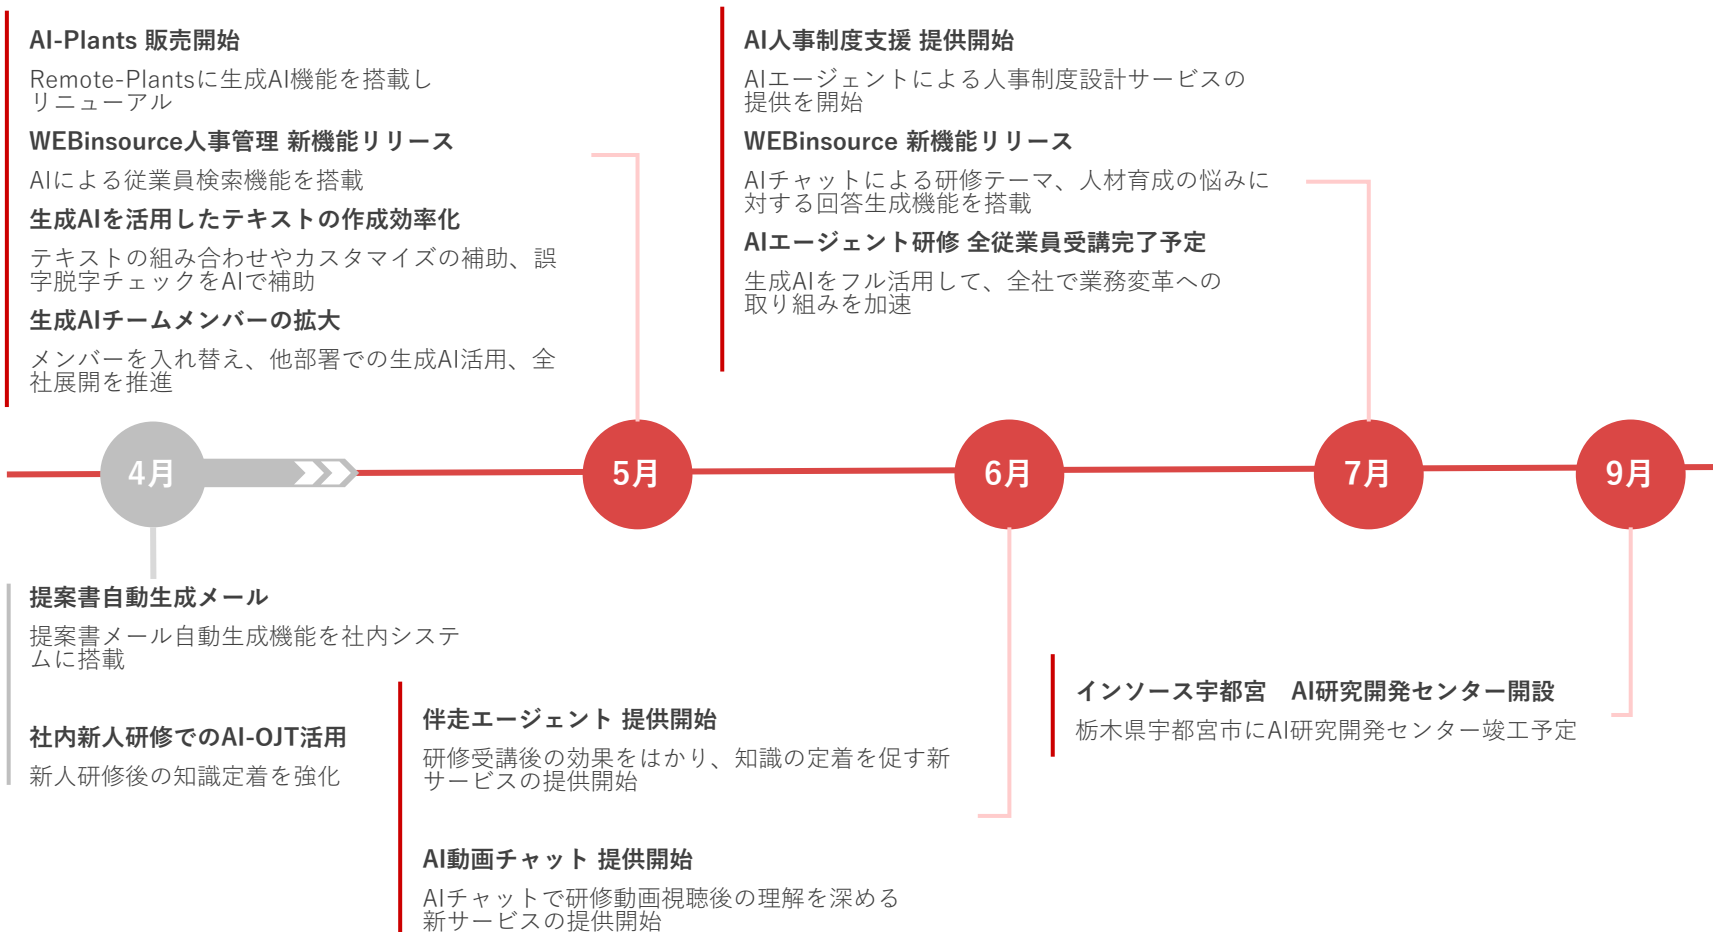 AI-Plants 販売開始
Remote-Plantsに生成AI機能を搭載し
リニューアル
WEBinsource人事管理 新機能リリース
AIによる従業員検索機能を搭載
生成AIを活用したテキストの作成効率化
テキストの組み合わせやカスタマイズの補助、誤
字脱字チェックをAIで補助
生成AIチームメンバーの拡大
メンバーを入れ替え、他部署での生成AI活用、全
社展開を推進
AI人事制度支援 提供開始
AIエージェントによる人事制度設計サービスの
提供を開始
WEBinsource 新機能リリース
AIチャットによる研修テーマ、人材育成の悩みに
対する回答生成機能を搭載
AIエージェント研修 全従業員受講完了予定
生成AIをフル活用して、全社で業務変革への
取り組みを加速
4月
5月
6月
7月
9月
提案書自動生成メール
提案書メール自動生成機能を社内システ
ムに搭載
社内新人研修でのAI-OJT活用
新人研修後の知識定着を強化
伴走エージェント 提供開始
研修受講後の効果をはかり、知識の定着を促す新
サービスの提供開始
AI動画チャット 提供開始
AIチャットで研修動画視聴後の理解を深める
新サービスの提供開始
インソース宇都宮　AI研究開発センター開設
栃木県宇都宮市にAI研究開発センター竣工予定